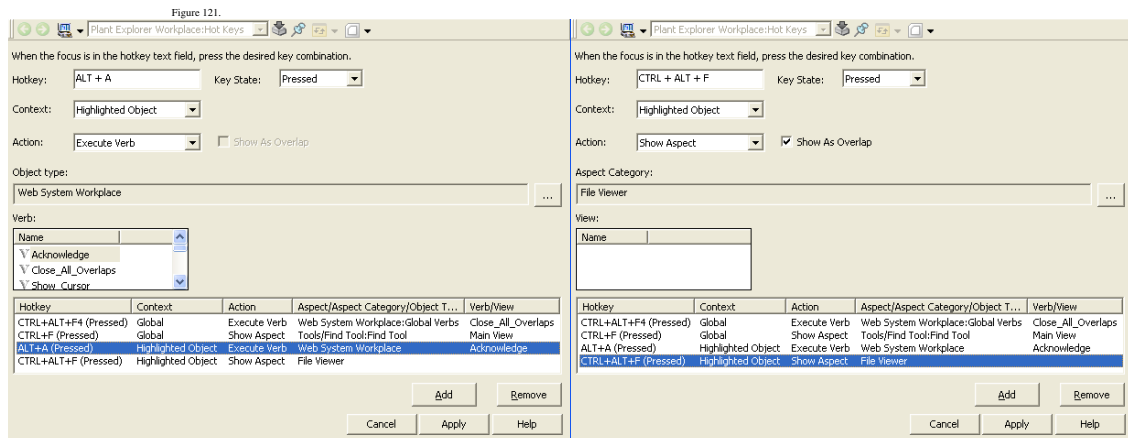 Figure 121.
Plant Explorer Workplace:Hot Keys
When the focus is in the hotkey text field, press the desired key combination.
Hotkey: ALT + A Key State: Pressed
Context: Highlighted Object
Action: Execute Verb Show As Overlap
Object type:
Web System Workplace ...
Verb:
Name
Acknowledge
Close_All_Overlaps
Show_Cursor
Hotkey Context Action Aspect/Aspect Category/Object T... Verb/View
CTRL+ALT+F4 (Pressed) Global Execute Verb Web System Workplace:Global Verbs Close_All_Overlaps
CTRL+F (Pressed) Global Show Aspect Tools/Find Tool:Find Tool Main View
ALT+A (Pressed) Highlighted Object Execute Verb Web System Workplace Acknowledge
CTRL+ALT+F (Pressed) Highlighted Object Show Aspect File Viewer
Add Remove
Cancel Apply Help
Plant Explorer Workplace:Hot Keys
When the focus is in the hotkey text field, press the desired key combination.
Hotkey: CTRL + ALT + F Key State: Pressed
Context: Highlighted Object
Action: Show Aspect Show As Overlap
Aspect Category:
File Viewer ...
View:
Name
Hotkey Context Action Aspect/Aspect Category/Object T... Verb/View
CTRL+ALT+F4 (Pressed) Global Execute Verb Web System Workplace:Global Verbs Close_All_Overlaps
CTRL+F (Pressed) Global Show Aspect Tools/Find Tool:Find Tool Main View
ALT+A (Pressed) Highlighted Object Execute Verb Web System Workplace Acknowledge
CTRL+ALT+F (Pressed) Highlighted Object Show Aspect File Viewer
Add Remove
Cancel Apply Help